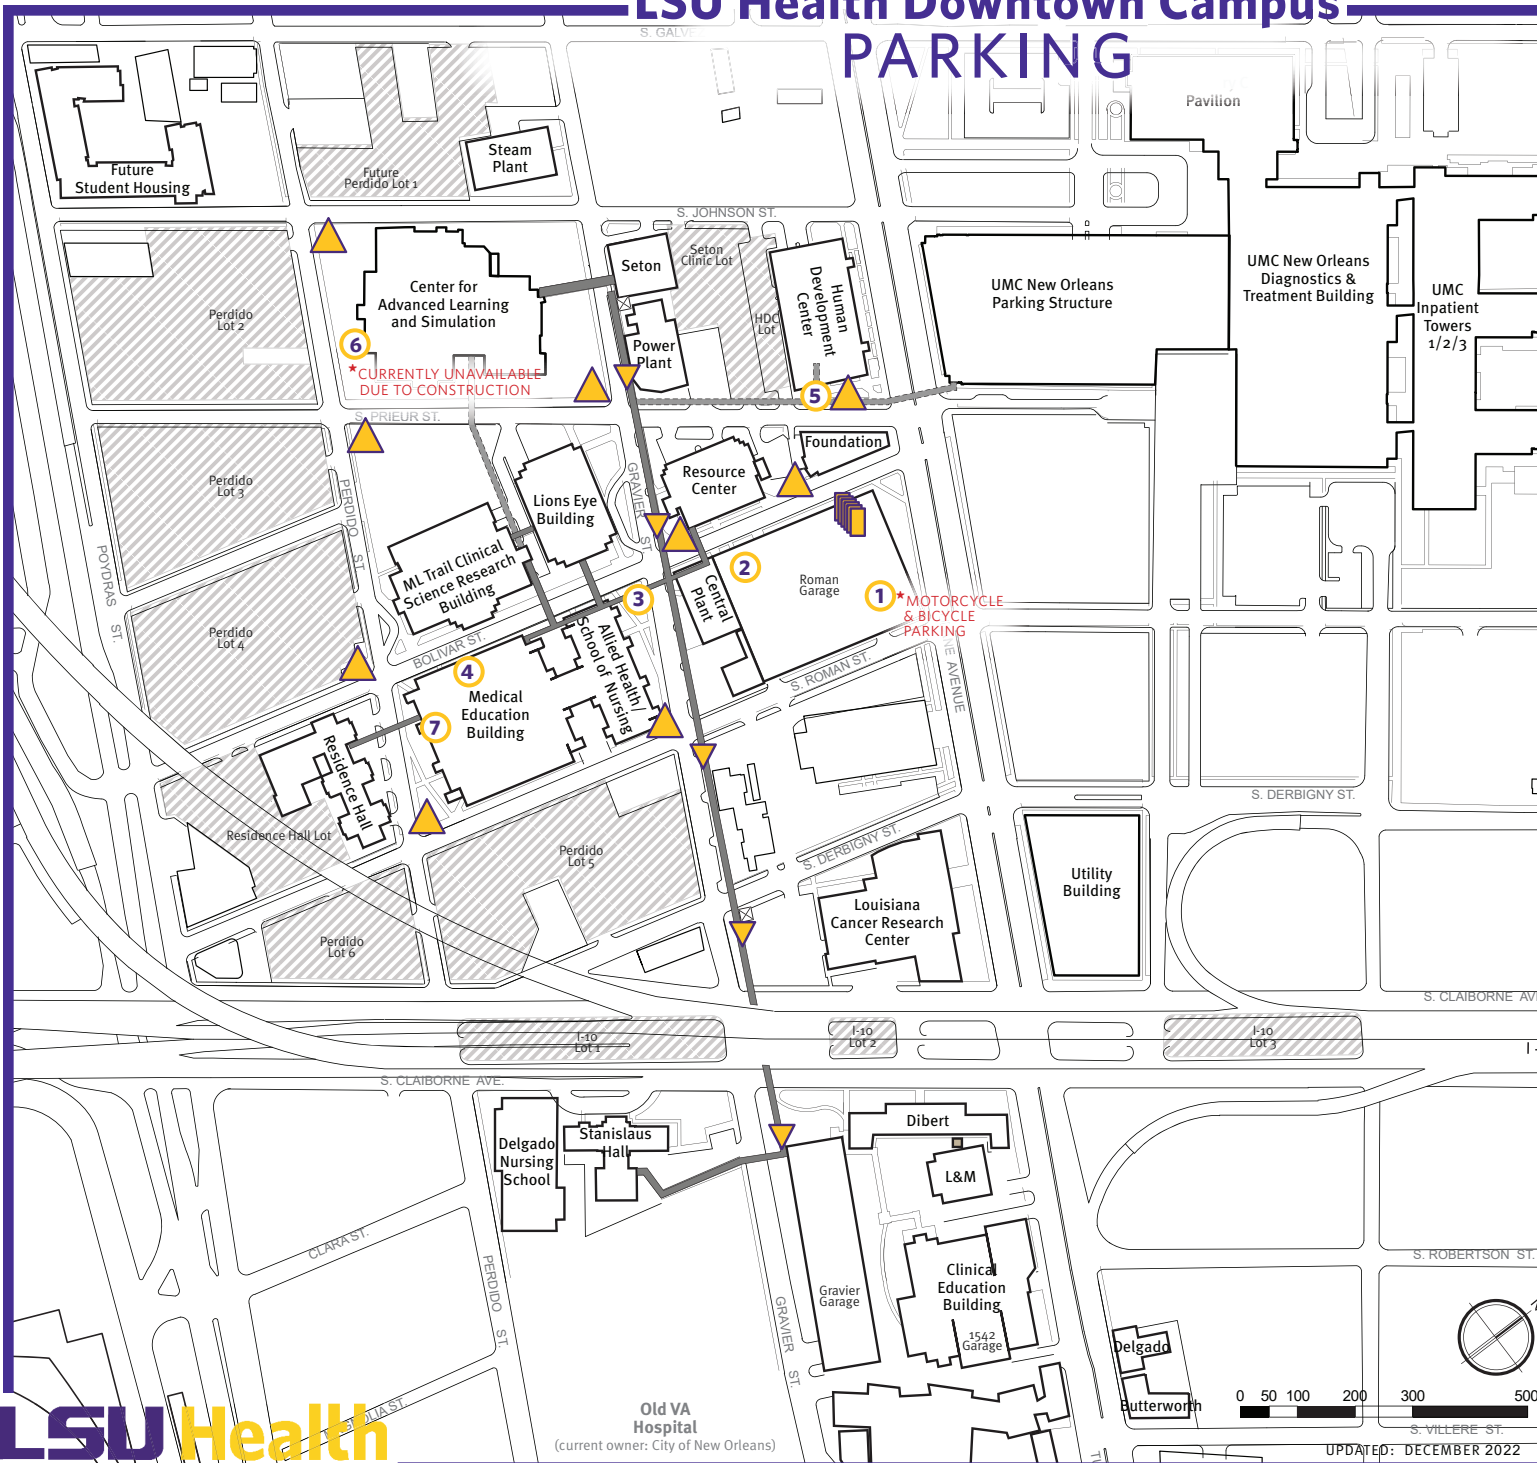 LSU Health Downtown Campus
PARKING
Pavilion
Future
Student Housing
Future
Perdido Lot 1
Steam
Plant
S. JOHNSON ST.
Seton
Clinic Lot
Seton
Center for
Advanced Learning
and Simulation
Human
Development
Center
UMC New Orleans
Parking Structure
UMC New Orleans
Diagnostics &
Treatment Building
UMC
Inpatient
Towers
1/2/3
Perdido
Lot 2
HDC
Lot
Power
Plant
6
*CURRENTLY UNAVAILABLE
DUE TO CONSTRUCTION
5
S. PRIEUR ST.
Foundation
Resource
Center
Perdido
Lot 3
PERDIDO ST.
GRAVIER ST.
Lions Eye
Building
ML Trail Clinical
Science Research
Building
POYDRAS ST.
Central
Plant
2
Roman
Garage
1
*MOTORCYCLE
& BICYCLE
PARKING
3
Perdido
Lot 4
BOLIVAR ST.
Allied Health/
School of Nursing
4
Medical
Education
Building
7
S. ROMAN ST.
AVENUE
Residence Hall
Residence Hall Lot
S. DERBIGNY ST.
S. DERBIGNY ST.
Perdido
Lot 5
Utility
Building
Louisiana
Cancer Research
Center
Perdido
Lot 6
S. CLAIBORNE AV
I-10
Lot 1
I-10
Lot 2
I-10
Lot 3
S. CLAIBORNE AVE.
Delgado
Nursing
School
Stanislaus
Hall
Dibert
L&M
CLARA ST.
PERDIDO ST.
S. ROBERTSON ST.
Gravier
Garage
Clinical
Education
Building
1542
Garage
GRAVIER ST.
Delgado
Butterworth
0 50 100 200 300 500
S. VILLERE ST.
UPDATED: DECEMBER 2022
Old VA
Hospital
(current owner: City of New Orleans)
LSU Health